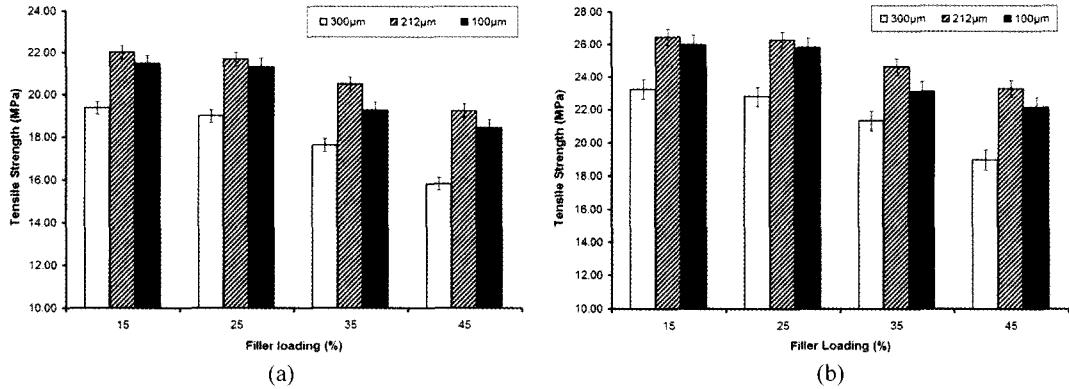 300µm 212µm 100µm
24.00
22.00
20.00
18.00
16.00
14.00
12.00
10.00
Tensile Strength (MPa)
15 25 35 45
Filler loading (%)
(a)
300µm 212µm 100µm
28.00
26.00
24.00
22.00
20.00
18.00
16.00
14.00
12.00
10.00
Tensile Strength (MPa)
15 25 35 45
Filler Loading (%)
(b)